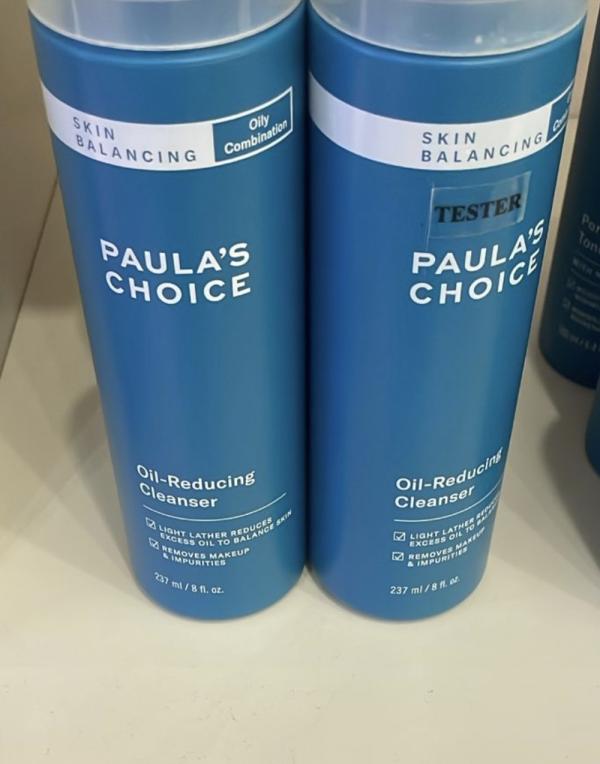 SKIN
BALANCING
Oily
Combination
PAULA'S
CHOICE
Oil-Reducing
Cleanser
LIGHT LATHER REDUCES
EXCESS OIL TO BALANCE SKIN
REMOVES MAKEUP
& IMPURITIES
237 ml / 8 fl. oz.
SKIN
BALANCING
TESTER
PAULA'S
CHOICE
Oil-Reducing
Cleanser
LIGHT LATHER
EXCESS OIL TO
REMOVES MAKEUP
& IMPURITIES
237 ml / 8 fl. oz.